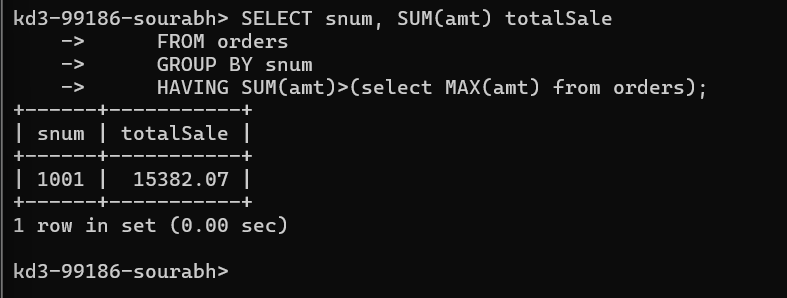 kd3-99186-sourabh> SELECT snum, SUM(amt) totalSale
    ->      FROM orders
    ->      GROUP BY snum
    ->      HAVING SUM(amt)>(select MAX(amt) from orders);
+------+-----------+
| snum | totalSale |
+------+-----------+
| 1001 |  15382.07 |
+------+-----------+
1 row in set (0.00 sec)

kd3-99186-sourabh>